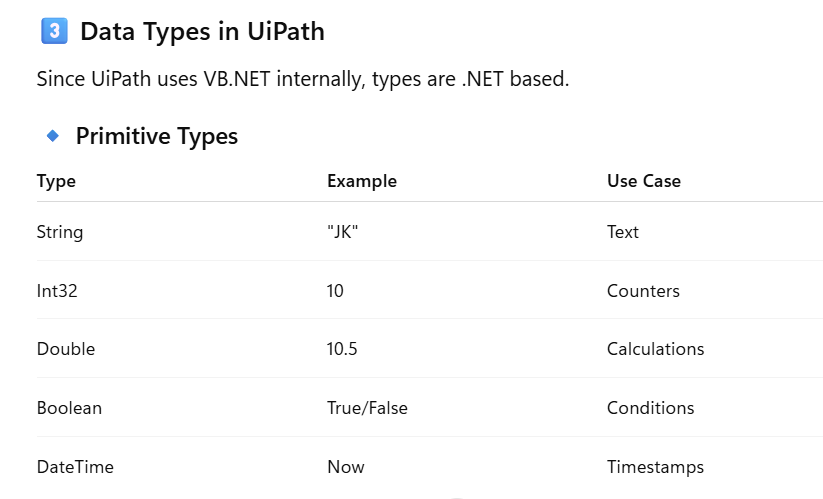 3 Data Types in UiPath
Since UiPath uses VB.NET internally, types are .NET based.
Primitive Types
Type Example Use Case
String "JK" Text
Int32 10 Counters
Double 10.5 Calculations
Boolean True/False Conditions
DateTime Now Timestamps